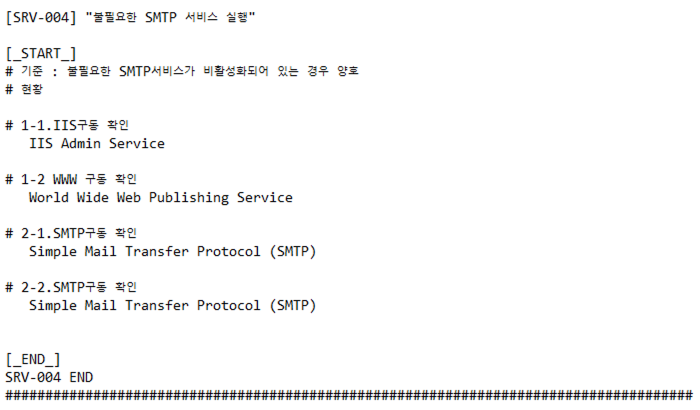 [SRV-004] "불필요한 SMTP 서비스 실행"
[_START_]
# 기준 : 불필요한 SMTP서비스가 비활성화되어 있는 경우 양호
# 현황
# 1-1.IIS구동 확인
IIS Admin Service
# 1-2 WWW 구동 확인
World Wide Web Publishing Service
# 2-1.SMTP구동 확인
Simple Mail Transfer Protocol (SMTP)
# 2-2.SMTP구동 확인
Simple Mail Transfer Protocol (SMTP)
[_END_]
SRV-004 END
######################################################################################